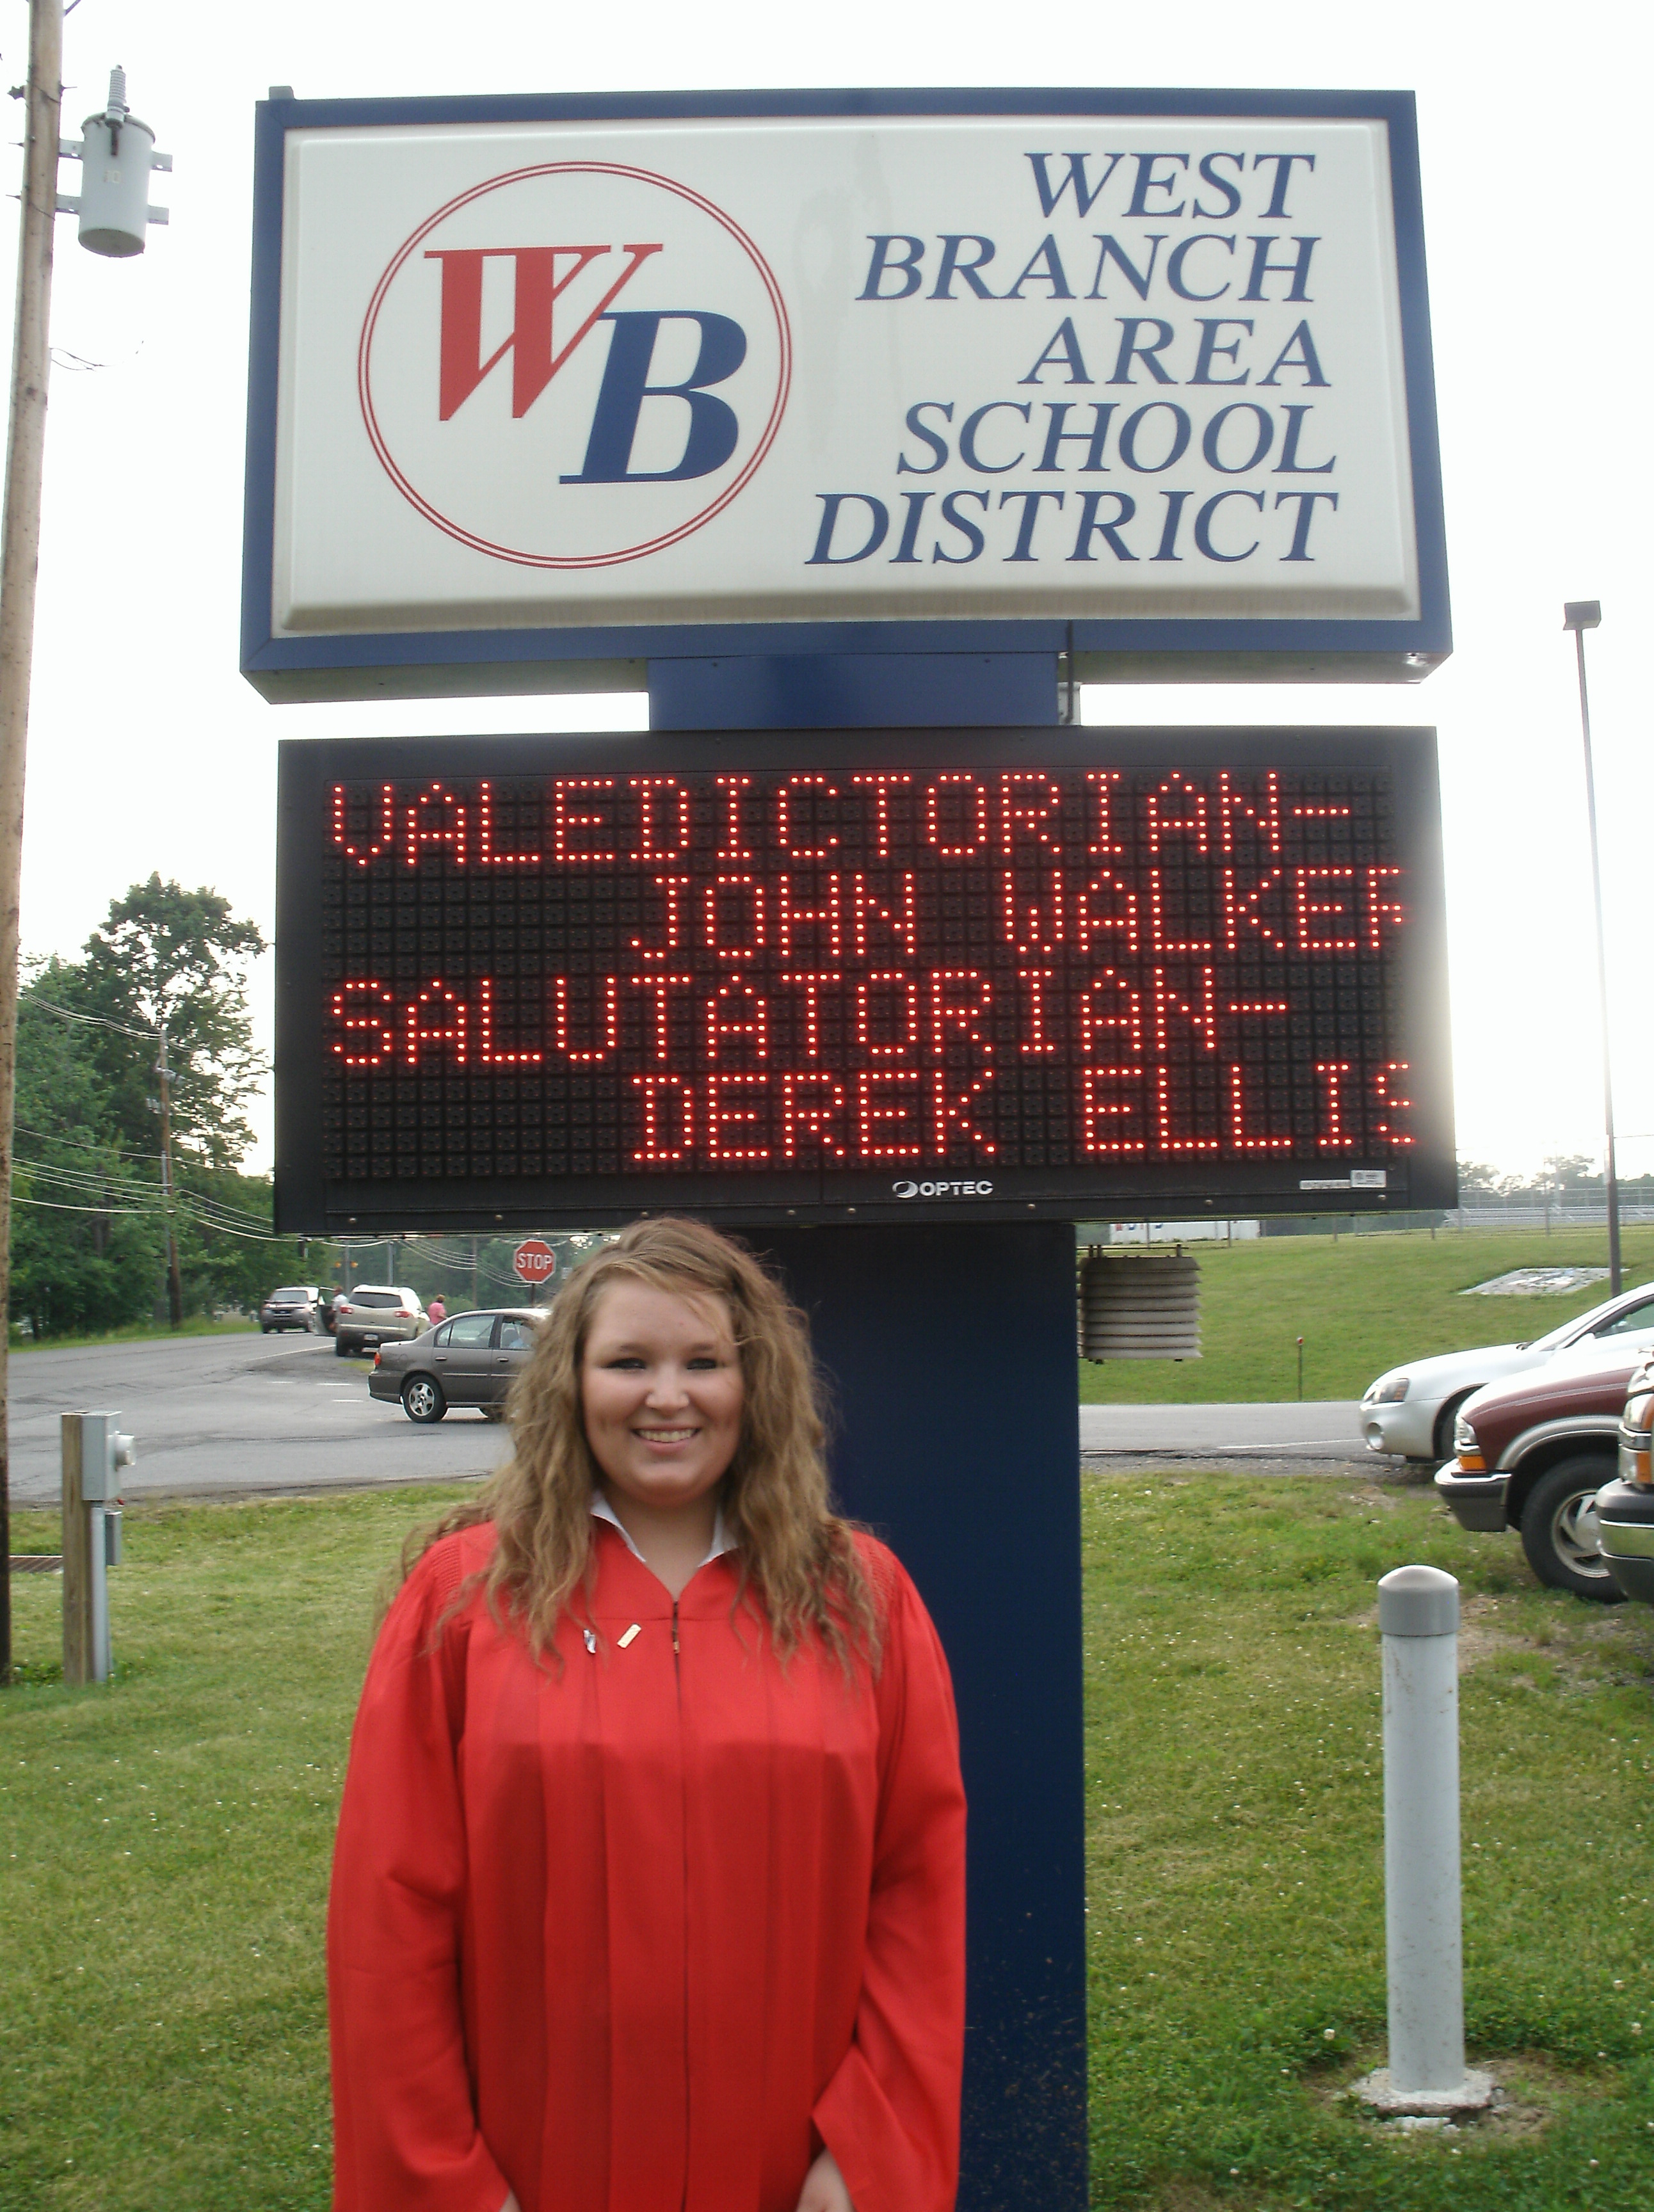 WB
WEST
BRANCH
AREA
SCHOOL
DISTRICT
VALEDICTORIAN-
JOHN WALKER
SALUTATORIAN-
DEREK ELLIS
OPTEC
STOP